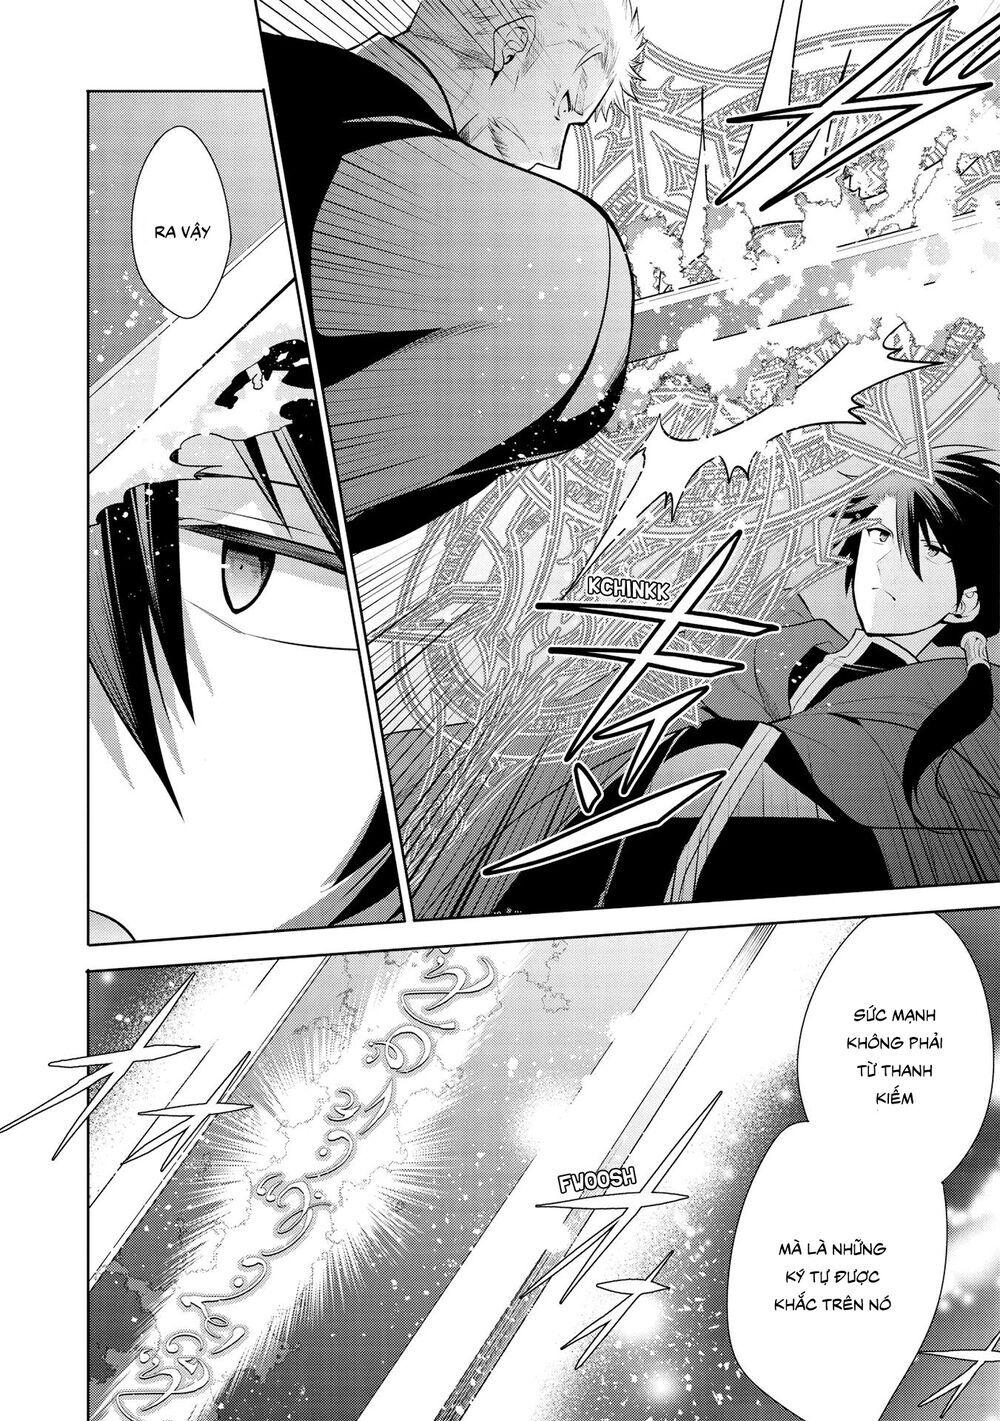 KCHINKK
RA VẬY
SỨC MẠNH
KHÔNG PHẢI
TỪ THANH
KIẾM
MÀ LÀ NHỮNG
KÝ TỰ ĐƯỢC
KHẮC TRÊN NÓ
FWOOSH